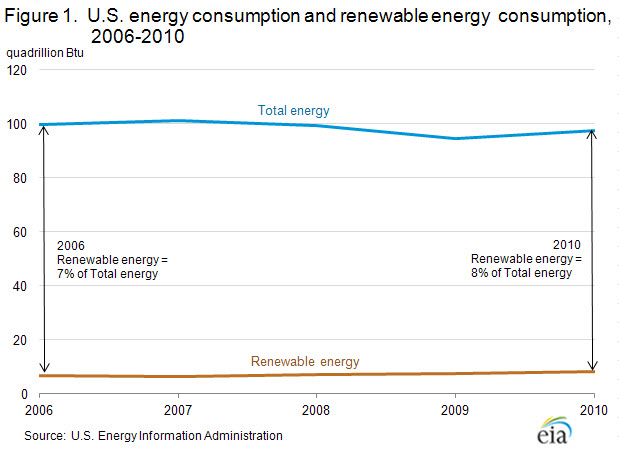 Figure 1. U.S. energy consumption and renewable energy consumption,
2006-2010
quadrillion Btu
120
Total energy
100
80
60
2006
Renewable energy =
7% of Total energy
2010
Renewable energy =
8% of Total energy
40
20
Renewable energy
0
2006 2007 2008 2009 2010
Source: U.S. Energy Information Administration
eia